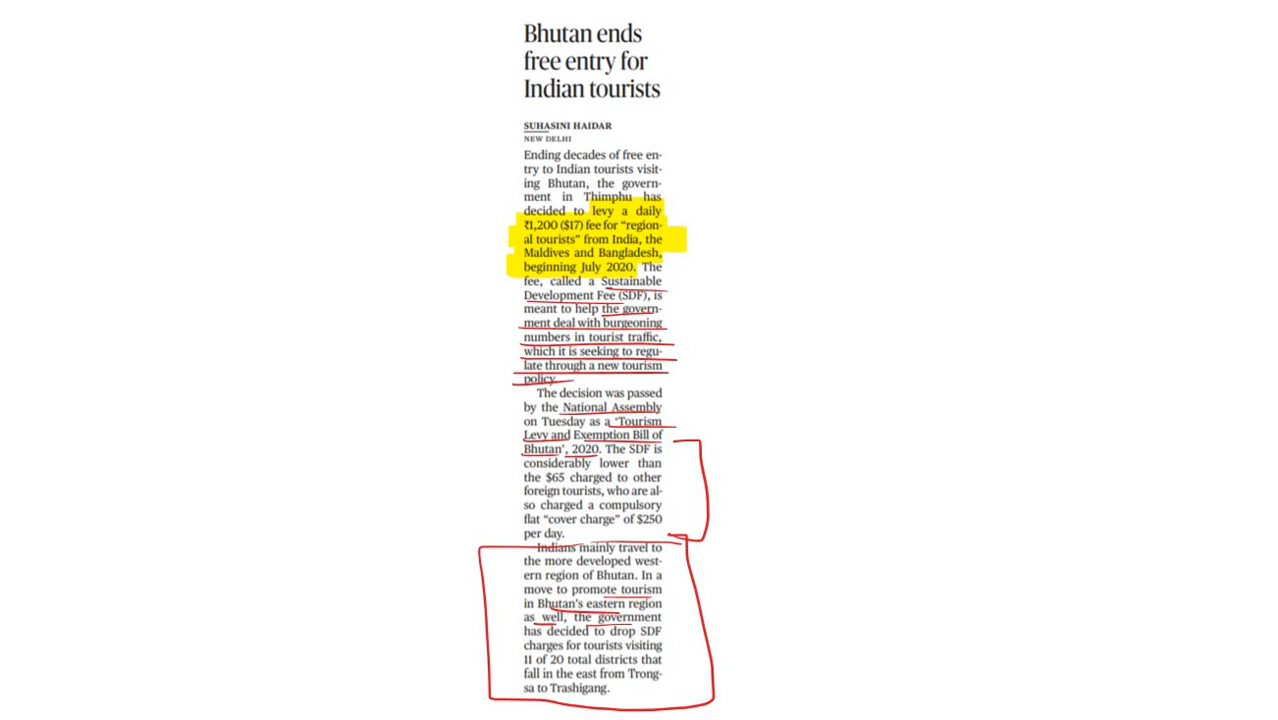 Bhutan ends
free entry for
Indian tourists
SUHASINI HAIDAR
NEW DELHI
Ending decades of free en-
try to Indian tourists visit-
ing Bhutan, the govern-
ment in Thimphu has
decided to levy a daily
₹1,200 ($17) fee for “region-
al tourists” from India, the
Maldives and Bangladesh,
beginning July 2020. The
fee, called a Sustainable
Development Fee (SDF), is
meant to help the govern-
ment deal with burgeoning
numbers in tourist traffic,
which it is seeking to regu-
late through a new tourism
policy.
The decision was passed
by the National Assembly
on Tuesday as a ‘Tourism
Levy and Exemption Bill of
Bhutan’, 2020. The SDF is
considerably lower than
the $65 charged to other
foreign tourists, who are al-
so charged a compulsory
flat “cover charge” of $250
per day.
Indians mainly travel to
the more developed west-
ern region of Bhutan. In a
move to promote tourism
in Bhutan’s eastern region
as well, the government
has decided to drop SDF
charges for tourists visiting
11 of 20 total districts that
fall in the east from Trong-
sa to Trashigang.